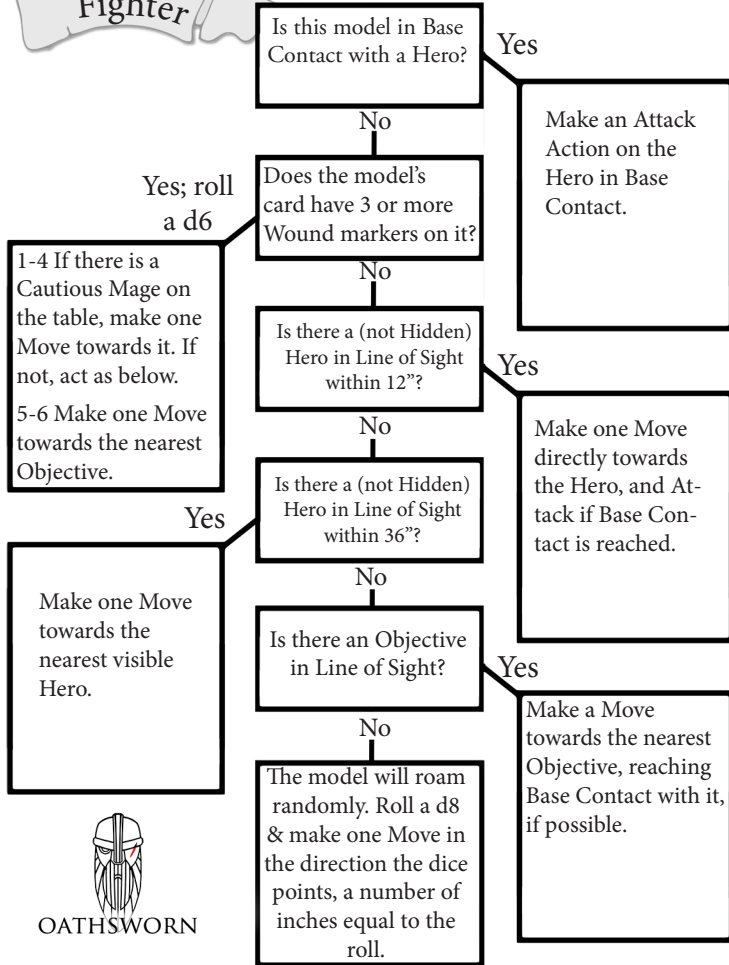 Fighter
Is this model in Base
Contact with a Hero?
Yes
Make an Attack
Action on the
Hero in Base
Contact.
No
Does the model's
card have 3 or more
Wound markers on it?
Yes; roll
a d6
1-4 If there is a
Cautious Mage on
the table, make one
Move towards it. If
not, act as below.
5-6 Make one Move
towards the nearest
Objective.
No
Is there a (not Hidden)
Hero in Line of Sight
within 12”?
Yes
Make one Move
directly towards
the Hero, and At-
tack if Base Con-
tact is reached.
No
Is there a (not Hidden)
Hero in Line of Sight
within 36”?
Yes
Make one Move
towards the
nearest visible
Hero.
No
Is there an Objective
in Line of Sight?
Yes
Make a Move
towards the nearest
Objective, reaching
Base Contact with it,
if possible.
No
The model will roam
randomly. Roll a d8
& make one Move in
the direction the dice
points, a number of
inches equal to the
roll.
OATHSWORN